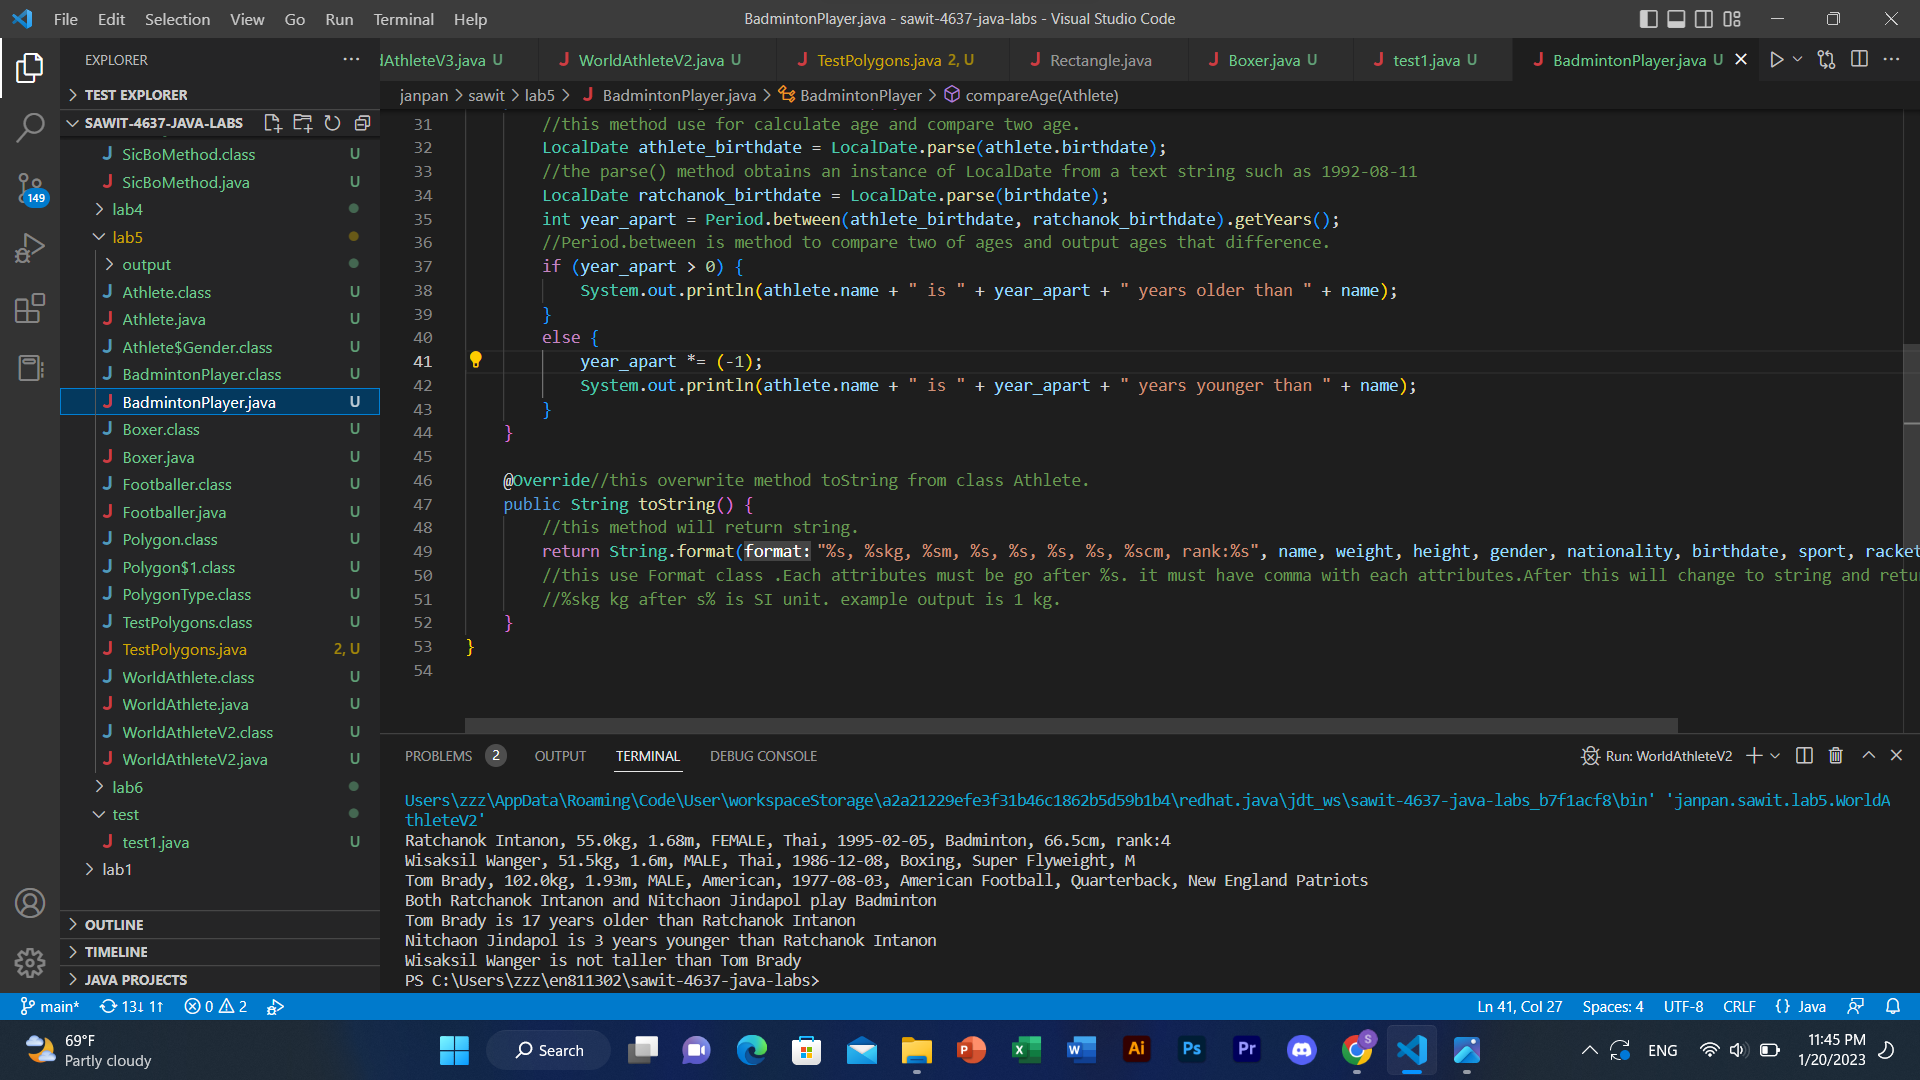 File Edit Selection View Go Run Terminal Help
BadmintonPlayer.java - sawit-4637-java-labs - Visual Studio Code
EXPLORER
TEST EXPLORER
SAWIT-4637-JAVA-LABS
SicBoMethod.class U
SicBoMethod.java U
lab4
lab5
output
Athlete.class U
Athlete.java U
Athlete$Gender.class U
BadmintonPlayer.class U
BadmintonPlayer.java U
Boxer.class U
Boxer.java U
Footballer.class U
Footballer.java U
Polygon.class U
Polygon$1.class U
PolygonType.class U
TestPolygons.class U
TestPolygons.java 2, U
WorldAthlete.class U
WorldAthlete.java U
WorldAthleteV2.class U
WorldAthleteV2.java U
lab6
test
test1.java U
lab1
OUTLINE
TIMELINE
JAVA PROJECTS
149
dAthleteV3.java U WorldAthleteV2.java U TestPolygons.java 2, U Rectangle.java Boxer.java U test1.java U BadmintonPlayer.java U
janpan > sawit > lab5 > BadmintonPlayer.java > BadmintonPlayer > compareAge(Athlete)
31 //this method use for calculate age and compare two age.
32 LocalDate athlete_birthdate = LocalDate.parse(athlete.birthdate);
33 //the parse() method obtains an instance of LocalDate from a text string such as 1992-08-11
34 LocalDate ratchanok_birthdate = LocalDate.parse(birthdate);
35 int year_apart = Period.between(athlete_birthdate, ratchanok_birthdate).getYears();
36 //Period.between is method to compare two of ages and output ages that difference.
37 if (year_apart > 0) {
38 System.out.println(athlete.name + " is " + year_apart + " years older than " + name);
39 }
40 else {
41 year_apart *= (-1);
42 System.out.println(athlete.name + " is " + year_apart + " years younger than " + name);
43 }
44 }
45
46 @Override//this overwrite method toString from class Athlete.
47 public String toString() {
48 //this method will return string.
49 return String.format(format: "%s, %skg, %sm, %s, %s, %s, %s, %scm, rank:%s", name, weight, height, gender, nationality, birthdate, sport, racket
50 //this use Format class .Each attributes must be go after %s. it must have comma with each attributes.After this will change to string and retu
51 //%skg kg after s% is SI unit. example output is 1 kg.
52 }
53 }
54
PROBLEMS 2 OUTPUT TERMINAL DEBUG CONSOLE
Run: WorldAthleteV2
Users\zzz\AppData\Roaming\Code\User\workspaceStorage\a2a21229efe3f31b46c1862b5d59b1b4\redhat.java\jdt_ws\sawit-4637-java-labs_b7f1acf8\bin' 'janpan.sawit.lab5.WorldA
thleteV2'
Ratchanok Intanon, 55.0kg, 1.68m, FEMALE, Thai, 1995-02-05, Badminton, 66.5cm, rank:4
Wisaksil Wanger, 51.5kg, 1.6m, MALE, Thai, 1986-12-08, Boxing, Super Flyweight, M
Tom Brady, 102.0kg, 1.93m, MALE, American, 1977-08-03, American Football, Quarterback, New England Patriots
Both Ratchanok Intanon and Nitchaon Jindapol play Badminton
Tom Brady is 17 years older than Ratchanok Intanon
Nitchaon Jindapol is 3 years younger than Ratchanok Intanon
Wisaksil Wanger is not taller than Tom Brady
PS C:\Users\zzz\en811302\sawit-4637-java-labs>
main* 13↓ 1↑ 0 2
Ln 41, Col 27 Spaces: 4 UTF-8 CRLF {} Java
69°F
Partly cloudy
Search
Ai Ps Pr
S
ENG
11:45 PM
1/20/2023